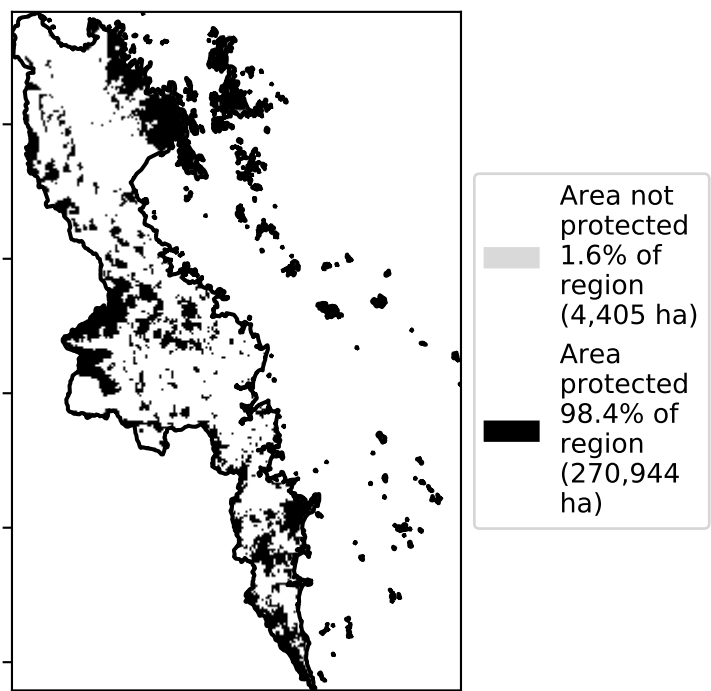 Area not
protected
1.6% of
region
(4,405 ha)
Area
protected
98.4% of
region
(270,944
ha)